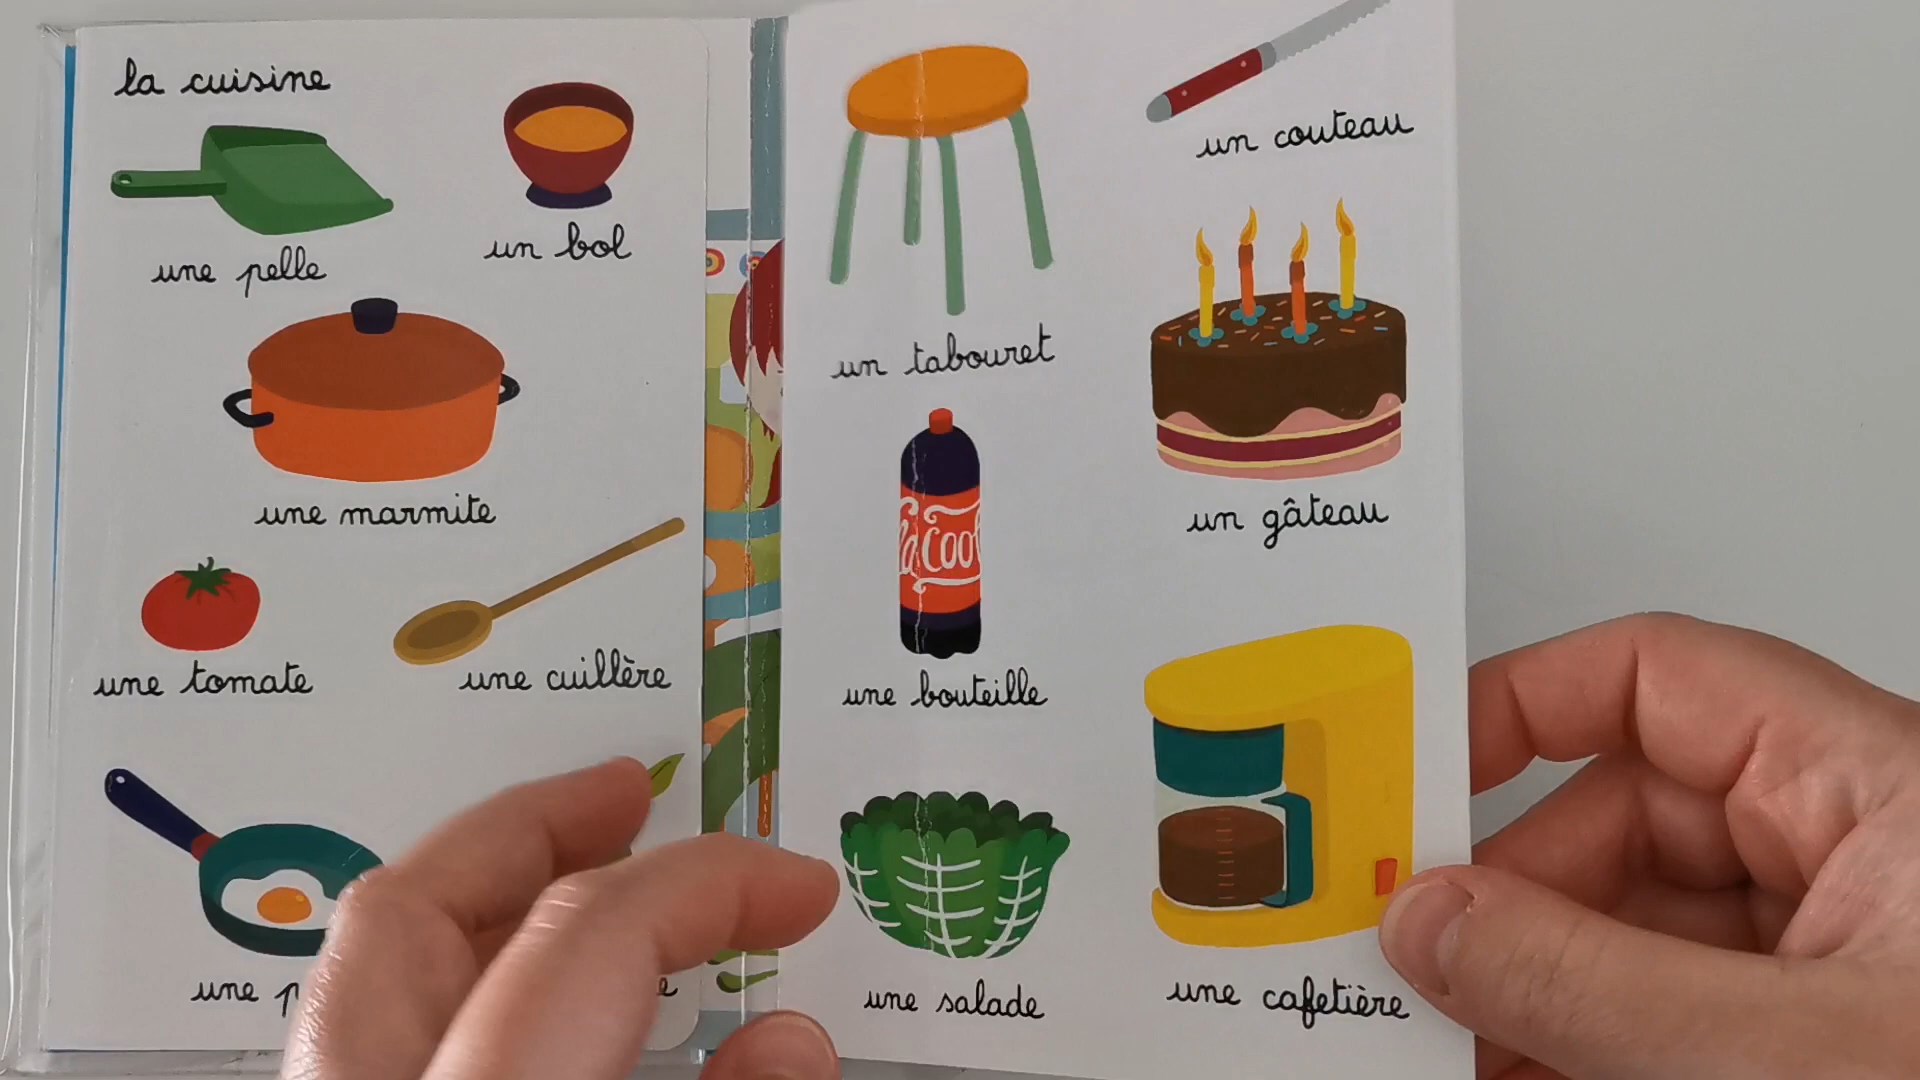 la cuisine
une pelle
un bol
une marmite
une tomate
une cuillère
une
un tabouret
un couteau
un gâteau
une bouteille
une salade
une cafetière